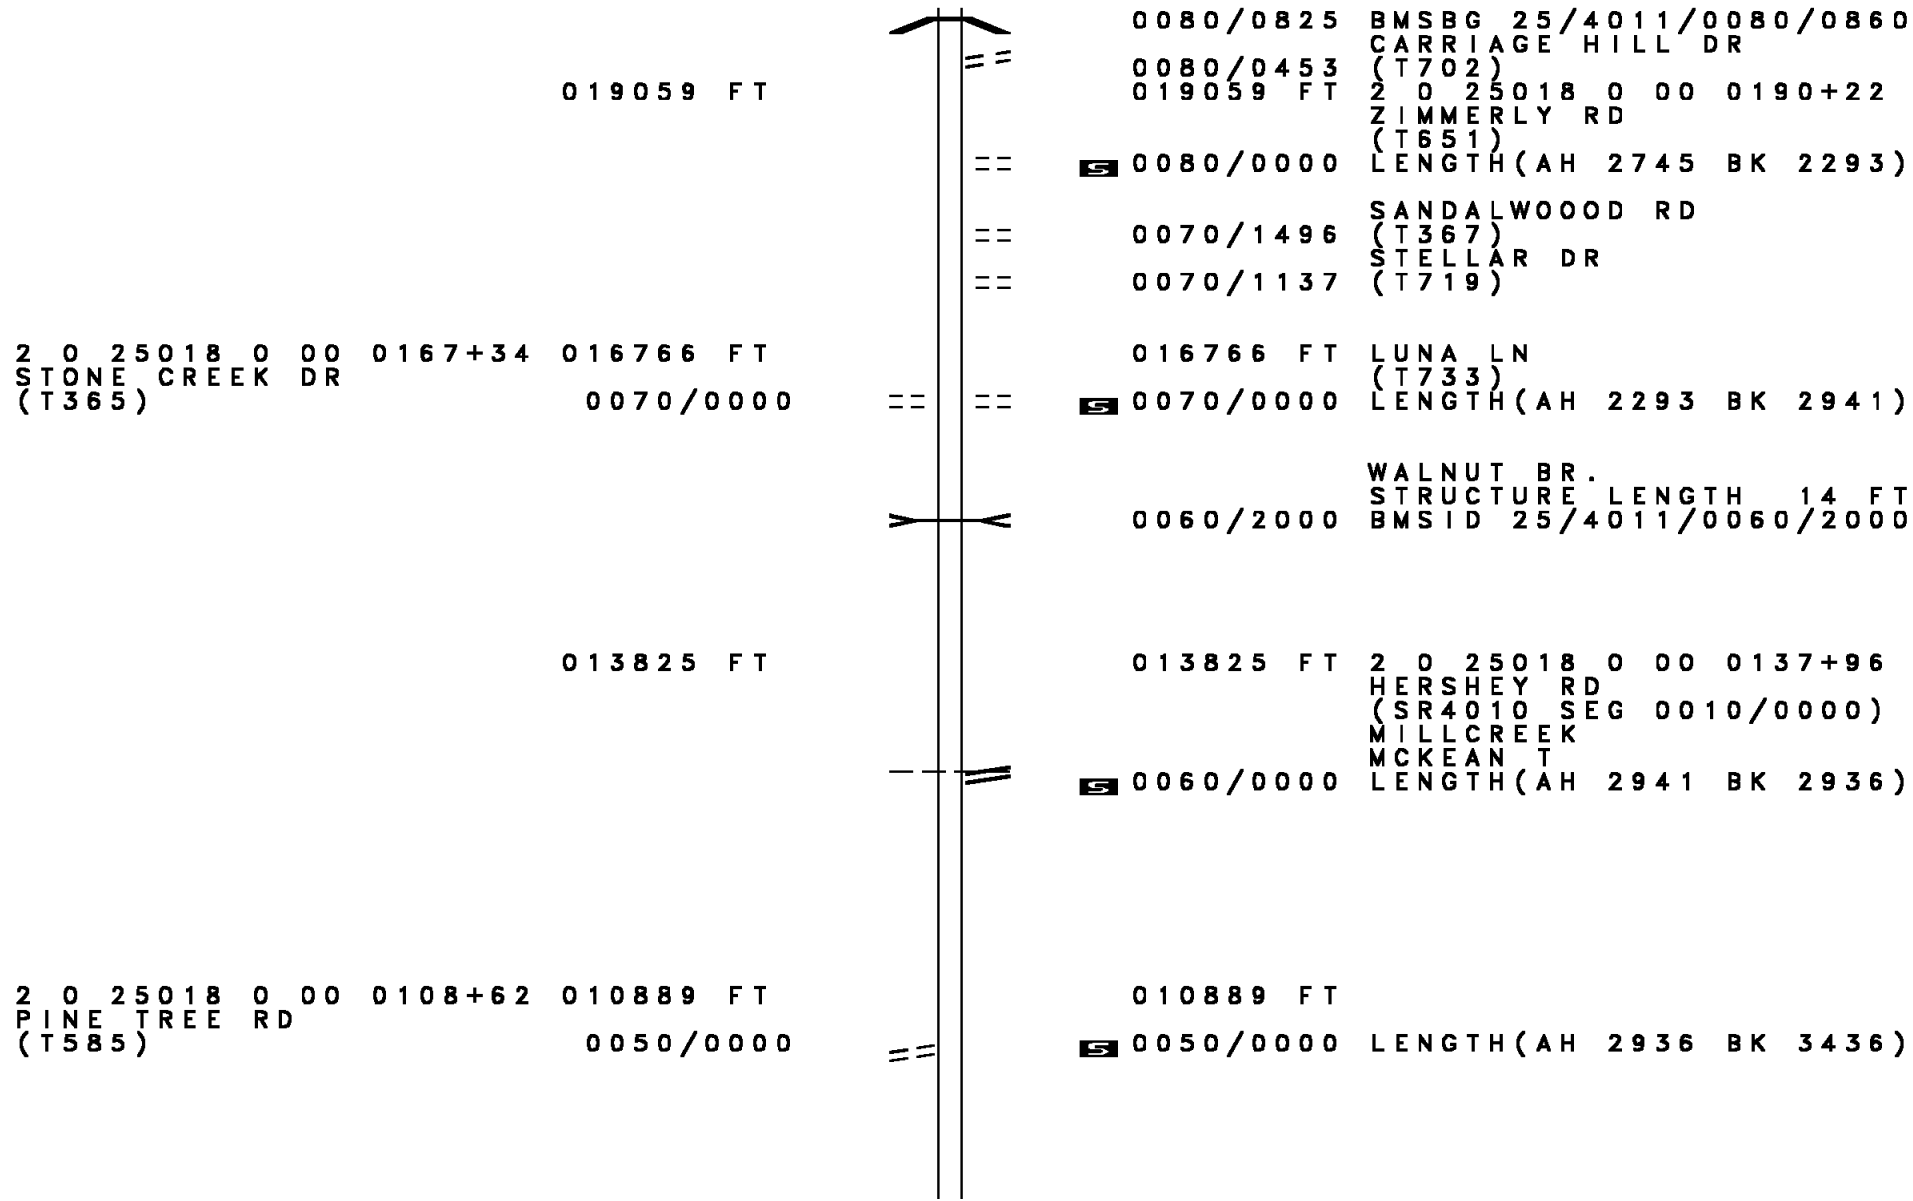 0080/0825 BMSBG 25/4011/0080/0860
CARRIAGE HILL DR
0080/0453 (T702)
019059 FT 019059 FT 2 0 25018 0 00 0190+22
ZIMMERLY RD
(T651)
S 0080/0000 LENGTH(AH 2745 BK 2293)
SANDALWOOOD RD
0070/1496 (T367)
STELLAR DR
0070/1137 (T719)
2 0 25018 0 00 0167+34 016766 FT 016766 FT LUNA LN
STONE CREEK DR (T733)
(T365) 0070/0000 S 0070/0000 LENGTH(AH 2293 BK 2941)
WALNUT BR.
STRUCTURE LENGTH 14 FT
0060/2000 BMSID 25/4011/0060/2000
013825 FT 013825 FT 2 0 25018 0 00 0137+96
HERSHEY RD
(SR4010 SEG 0010/0000)
MILLCREEK
MCKEAN T
S 0060/0000 LENGTH(AH 2941 BK 2936)
2 0 25018 0 00 0108+62 010889 FT 010889 FT
PINE TREE RD
(T585) 0050/0000 S 0050/0000 LENGTH(AH 2936 BK 3436)